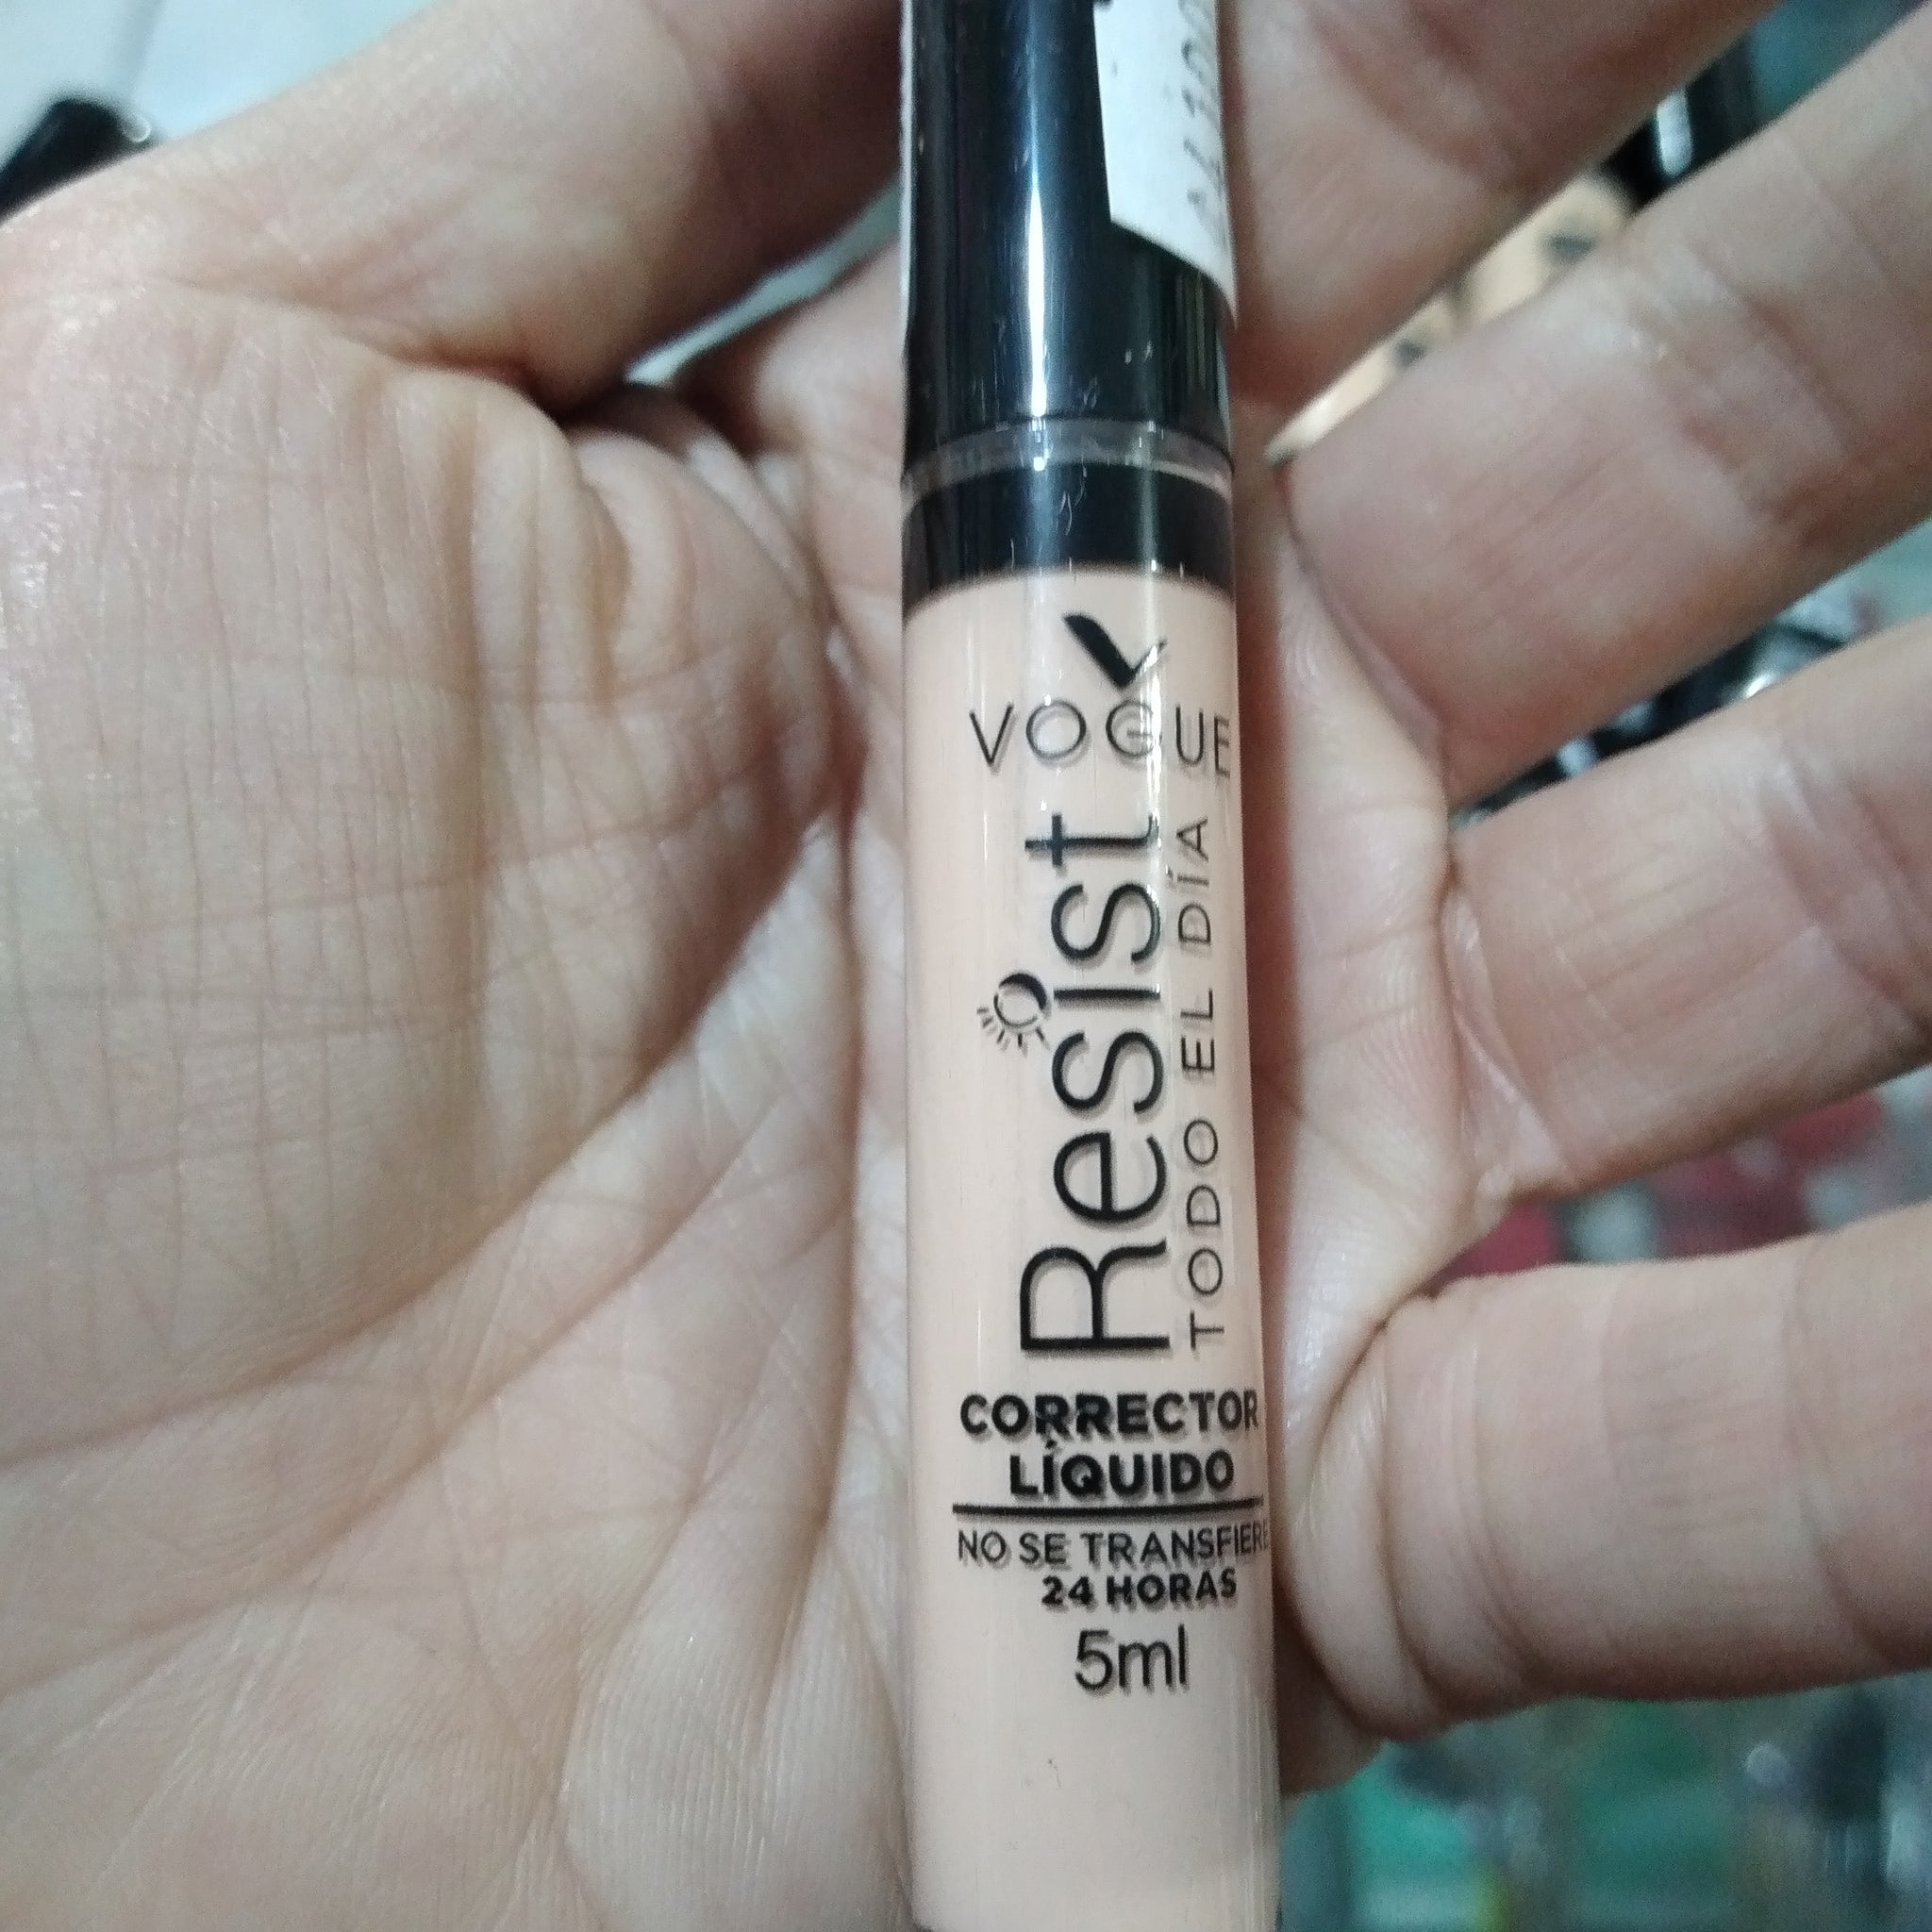 VOGUE
Resist
TODO EL DÍA
CORRECTOR
LÍQUIDO
NO SE TRANSFIERE
24 HORAS
5ml